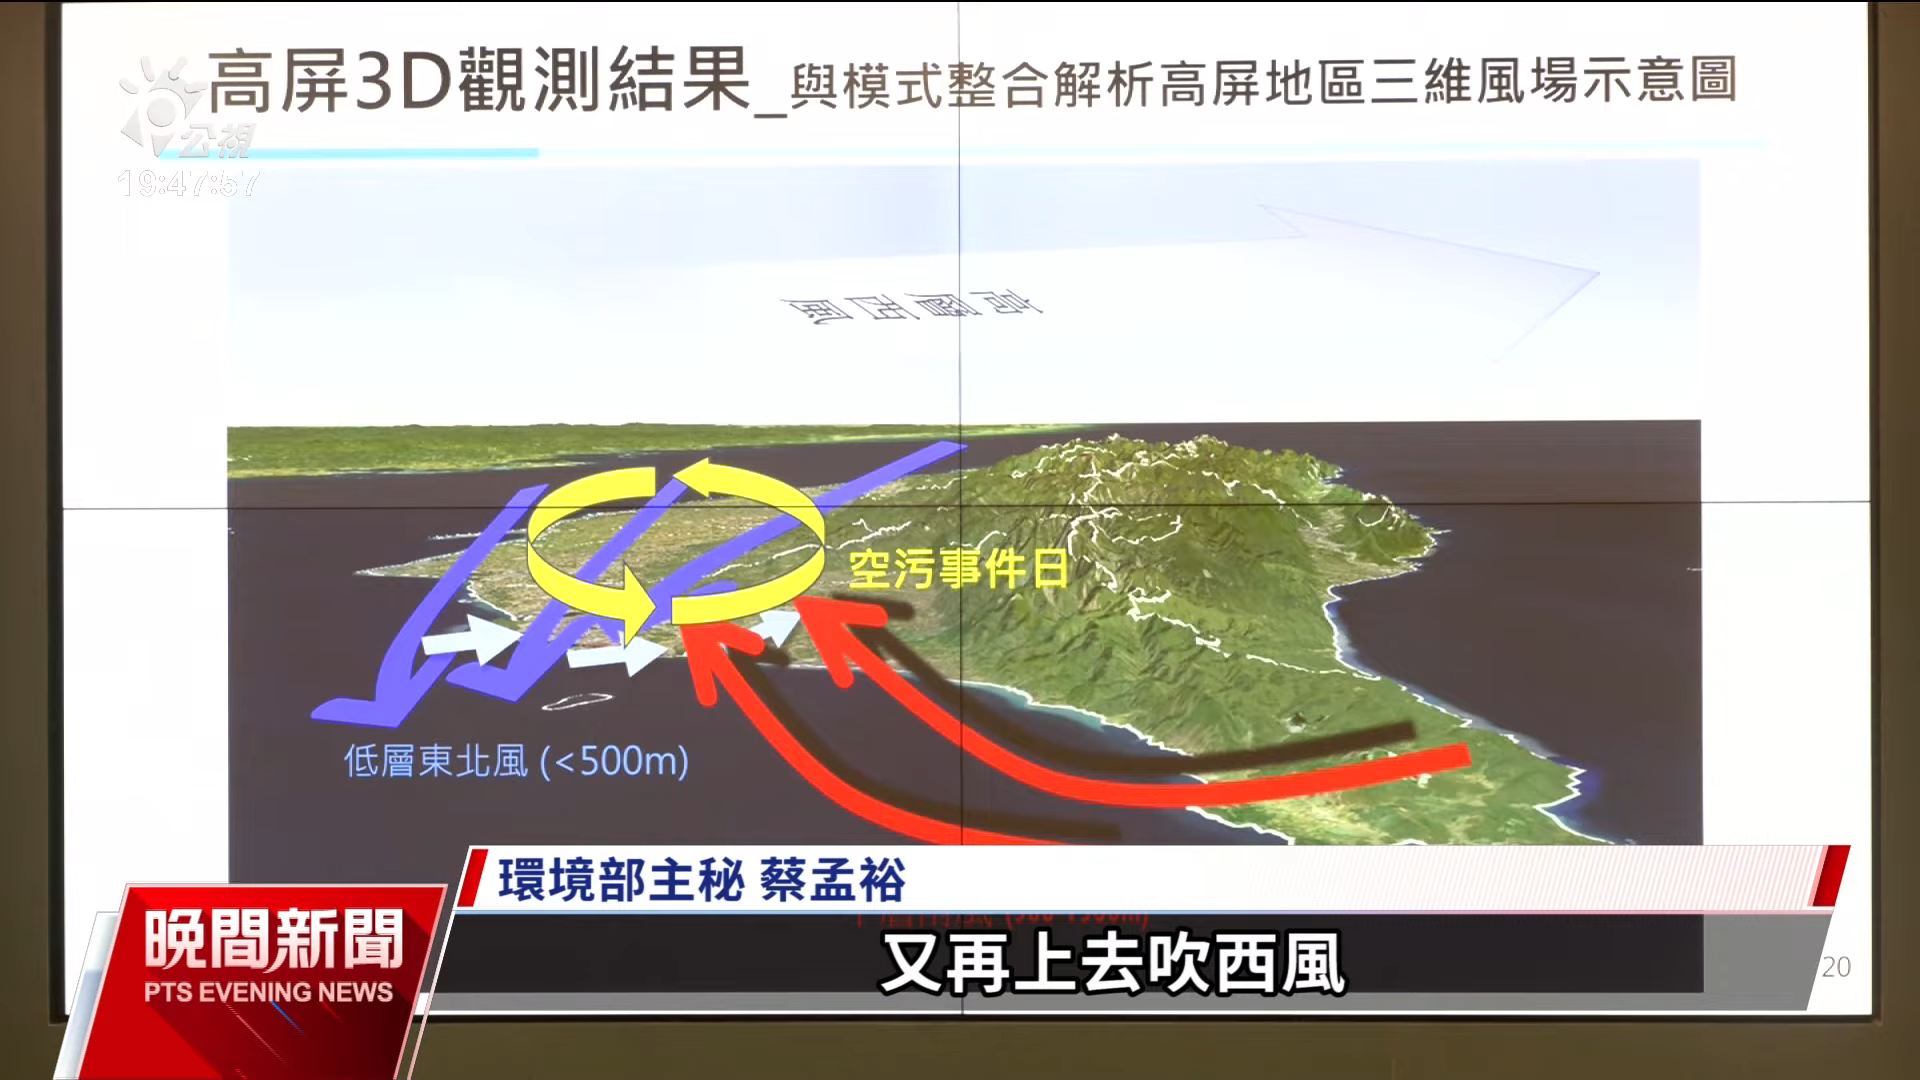 高屏3D觀測結果_與模式整合解析高屏地區三維風場示意圖
公視
19:47:57
高層西風
空污事件日
低層東北風 (<500m)
環境部主秘 蔡孟裕
又再上去吹西風
晚間新聞
PTS EVENING NEWS
20